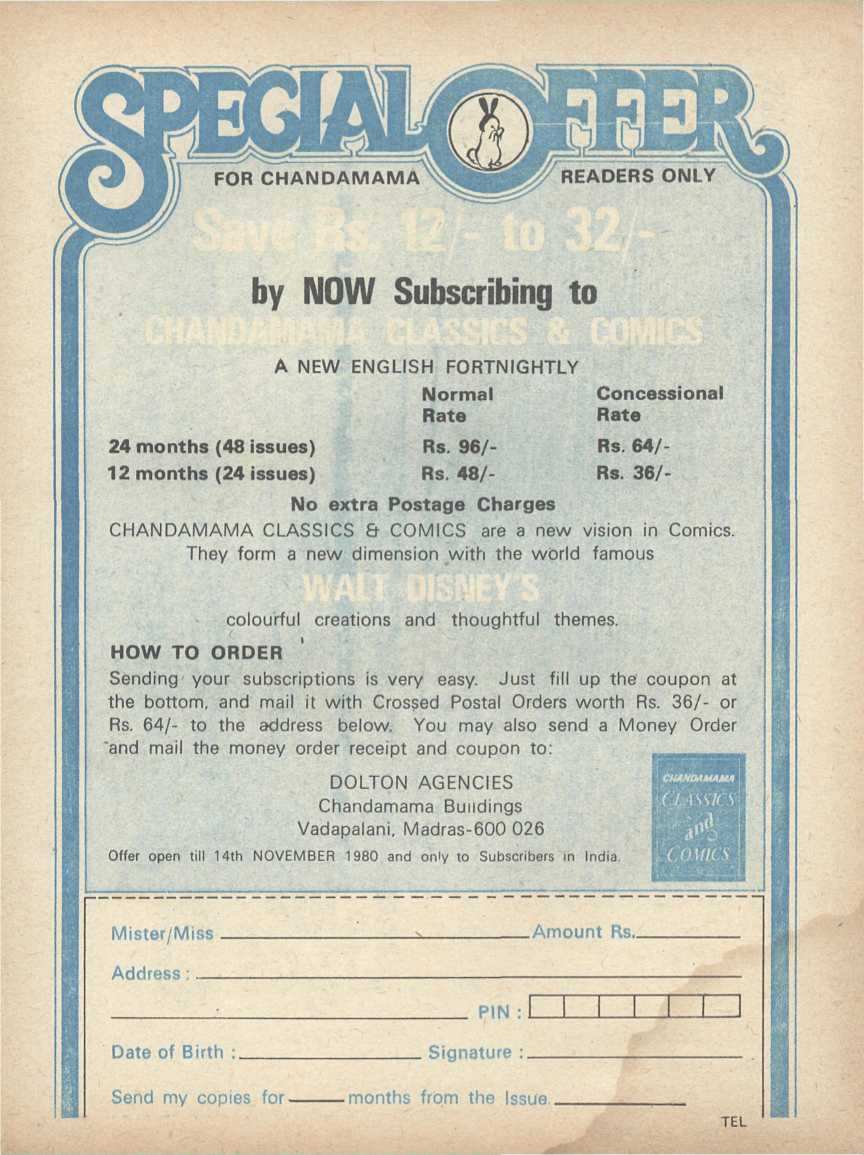 SPECIAL OFFER
FOR CHANDAMAMA READERS ONLY
Save Rs. 12/- to 32/-
by NOW Subscribing to
CHANDAMAMA CLASSICS & COMICS
A NEW ENGLISH FORTNIGHTLY
Normal Concessional
Rate Rate
24 months (48 issues) Rs. 96/- Rs. 64/-
12 months (24 issues) Rs. 48/- Rs. 36/-
No extra Postage Charges
CHANDAMAMA CLASSICS & COMICS are a new vision in Comics.
They form a new dimension with the world famous
WALT DISNEY'S
colourful creations and thoughtful themes.
HOW TO ORDER
Sending your subscriptions is very easy. Just fill up the coupon at
the bottom, and mail it with Crossed Postal Orders worth Rs. 36/- or
Rs. 64/- to the address below. You may also send a Money Order
and mail the money order receipt and coupon to:
DOLTON AGENCIES
Chandamama Buildings
Vadapalani, Madras-600 026
Offer open till 14th NOVEMBER 1980 and only to Subscribers in India.
CHANDAMAMA
CLASSICS
and
COMICS
Mister/Miss Amount Rs.
Address :
PIN :
Date of Birth : Signature :
Send my copies for months from the Issue.
TEL